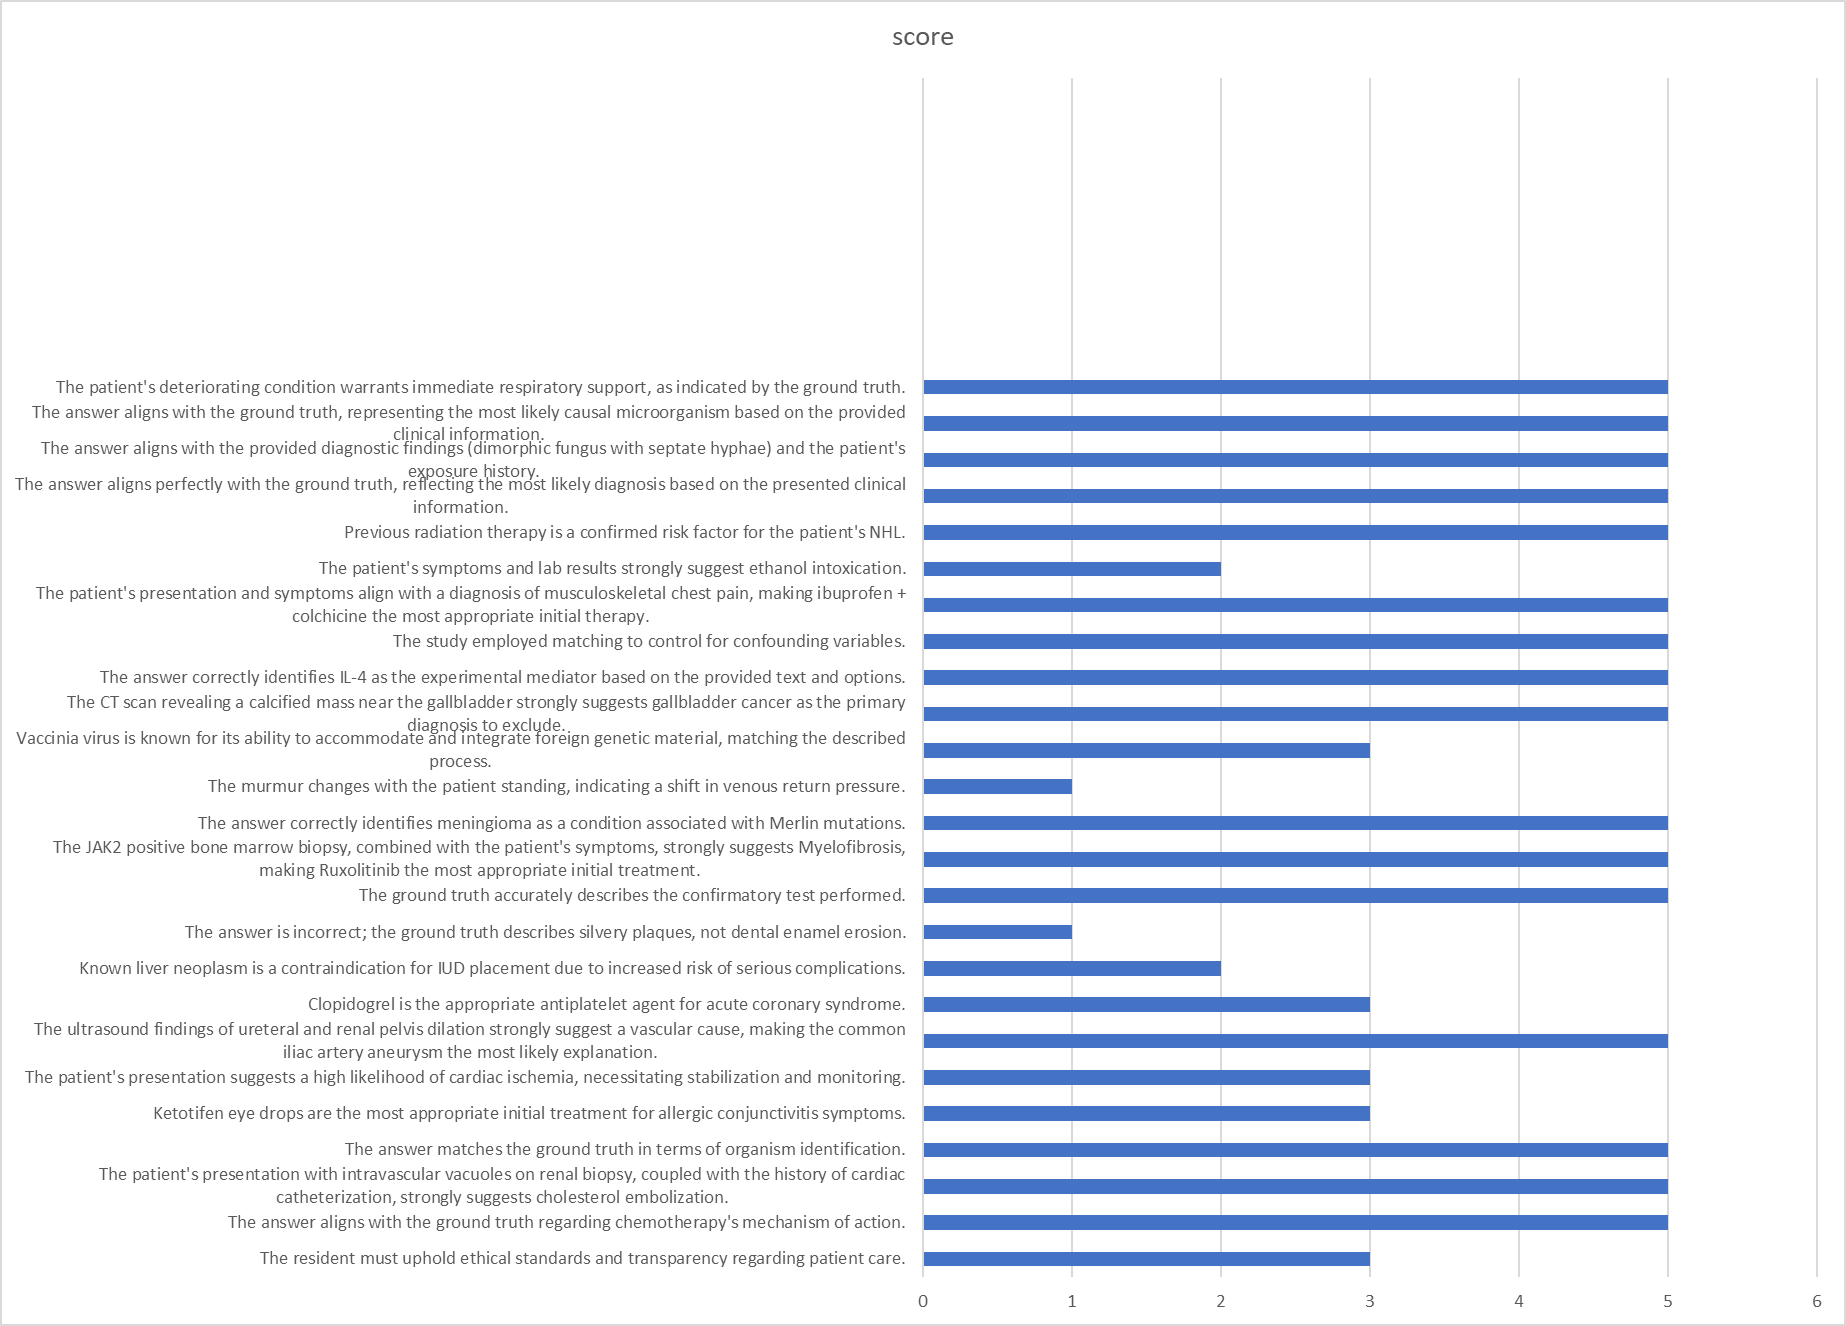 score
The patient's deteriorating condition warrants immediate respiratory support, as indicated by the ground truth.
The answer aligns with the ground truth, representing the most likely causal microorganism based on the provided
clinical information.
The answer aligns with the provided diagnostic findings (dimorphic fungus with septate hyphae) and the patient's
exposure history.
The answer aligns perfectly with the ground truth, reflecting the most likely diagnosis based on the presented clinical
information.
Previous radiation therapy is a confirmed risk factor for the patient's NHL.
The patient's symptoms and lab results strongly suggest ethanol intoxication.
The patient's presentation and symptoms align with a diagnosis of musculoskeletal chest pain, making ibuprofen +
colchicine the most appropriate initial therapy.
The study employed matching to control for confounding variables.
The answer correctly identifies IL-4 as the experimental mediator based on the provided text and options.
The CT scan revealing a calcified mass near the gallbladder strongly suggests gallbladder cancer as the primary
diagnosis to exclude.
Vaccinia virus is known for its ability to accommodate and integrate foreign genetic material, matching the described
process.
The murmur changes with the patient standing, indicating a shift in venous return pressure.
The answer correctly identifies meningioma as a condition associated with Merlin mutations.
The JAK2 positive bone marrow biopsy, combined with the patient's symptoms, strongly suggests Myelofibrosis,
making Ruxolitinib the most appropriate initial treatment.
The ground truth accurately describes the confirmatory test performed.
The answer is incorrect; the ground truth describes silvery plaques, not dental enamel erosion.
Known liver neoplasm is a contraindication for IUD placement due to increased risk of serious complications.
Clopidogrel is the appropriate antiplatelet agent for acute coronary syndrome.
The ultrasound findings of ureteral and renal pelvis dilation strongly suggest a vascular cause, making the common
iliac artery aneurysm the most likely explanation.
The patient's presentation suggests a high likelihood of cardiac ischemia, necessitating stabilization and monitoring.
Ketotifen eye drops are the most appropriate initial treatment for allergic conjunctivitis symptoms.
The answer matches the ground truth in terms of organism identification.
The patient's presentation with intravascular vacuoles on renal biopsy, coupled with the history of cardiac
catheterization, strongly suggests cholesterol embolization.
The answer aligns with the ground truth regarding chemotherapy's mechanism of action.
The resident must uphold ethical standards and transparency regarding patient care.
0 1 2 3 4 5 6